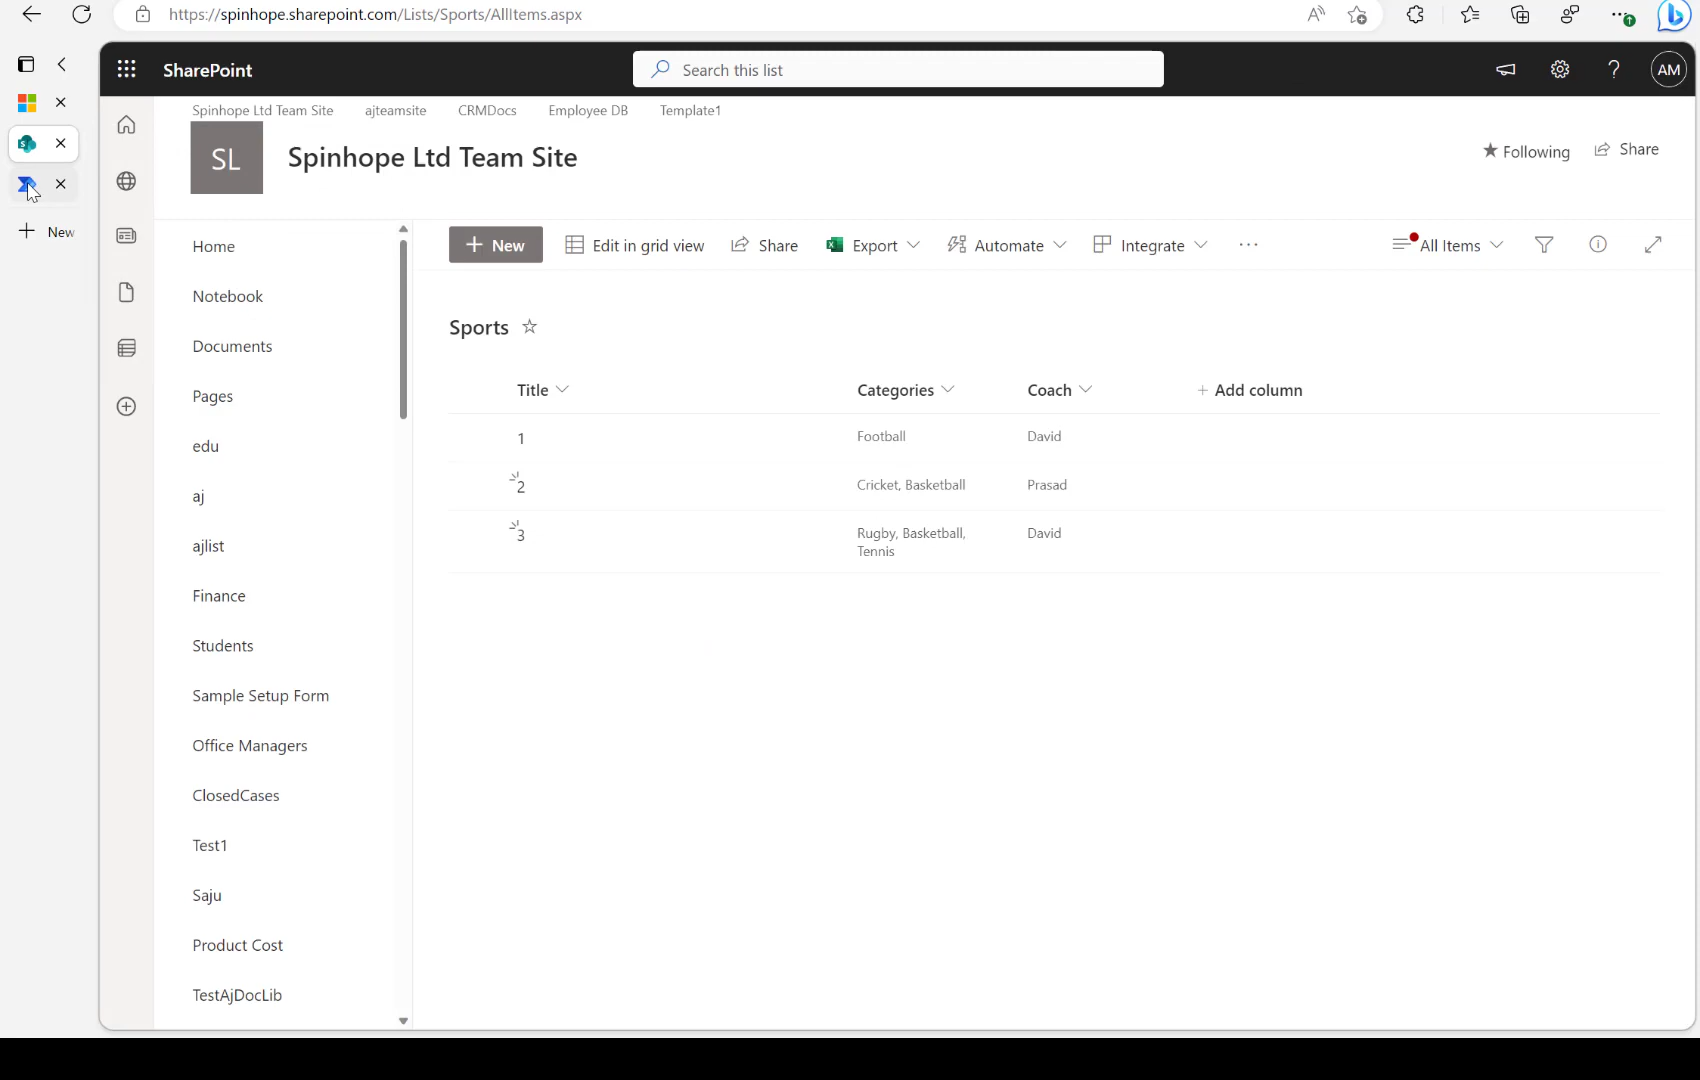 https://spinhope.sharepoint.com/Lists/Sports/AllItems.aspx
SharePoint
Search this list
AM
Spinhope Ltd Team Site ajteamsite CRMDocs Employee DB Template1
SL
Spinhope Ltd Team Site
Following
Share
New
New
Edit in grid view
Share
Export
Automate
Integrate
All Items
Home
Notebook
Documents
Pages
edu
aj
ajlist
Finance
Students
Sample Setup Form
Office Managers
ClosedCases
Test1
Saju
Product Cost
TestAjDocLib
Sports
Title Categories Coach + Add column
1 Football David
2 Cricket, Basketball Prasad
3 Rugby, Basketball, David
Tennis